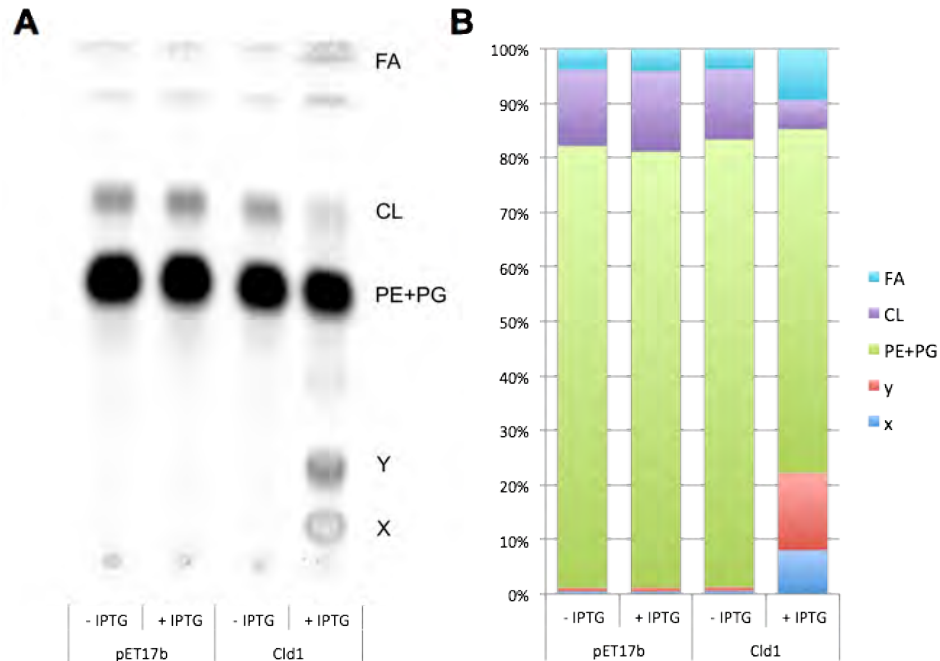 A
FA
CL
PE+PG
Y
X
- IPTG + IPTG - IPTG + IPTG
pET17b Cld1
B
100%
90%
80%
70%
60%
50%
40%
30%
20%
10%
0%
FA
CL
PE+PG
y
x
- IPTG + IPTG - IPTG + IPTG
pET17b Cld1